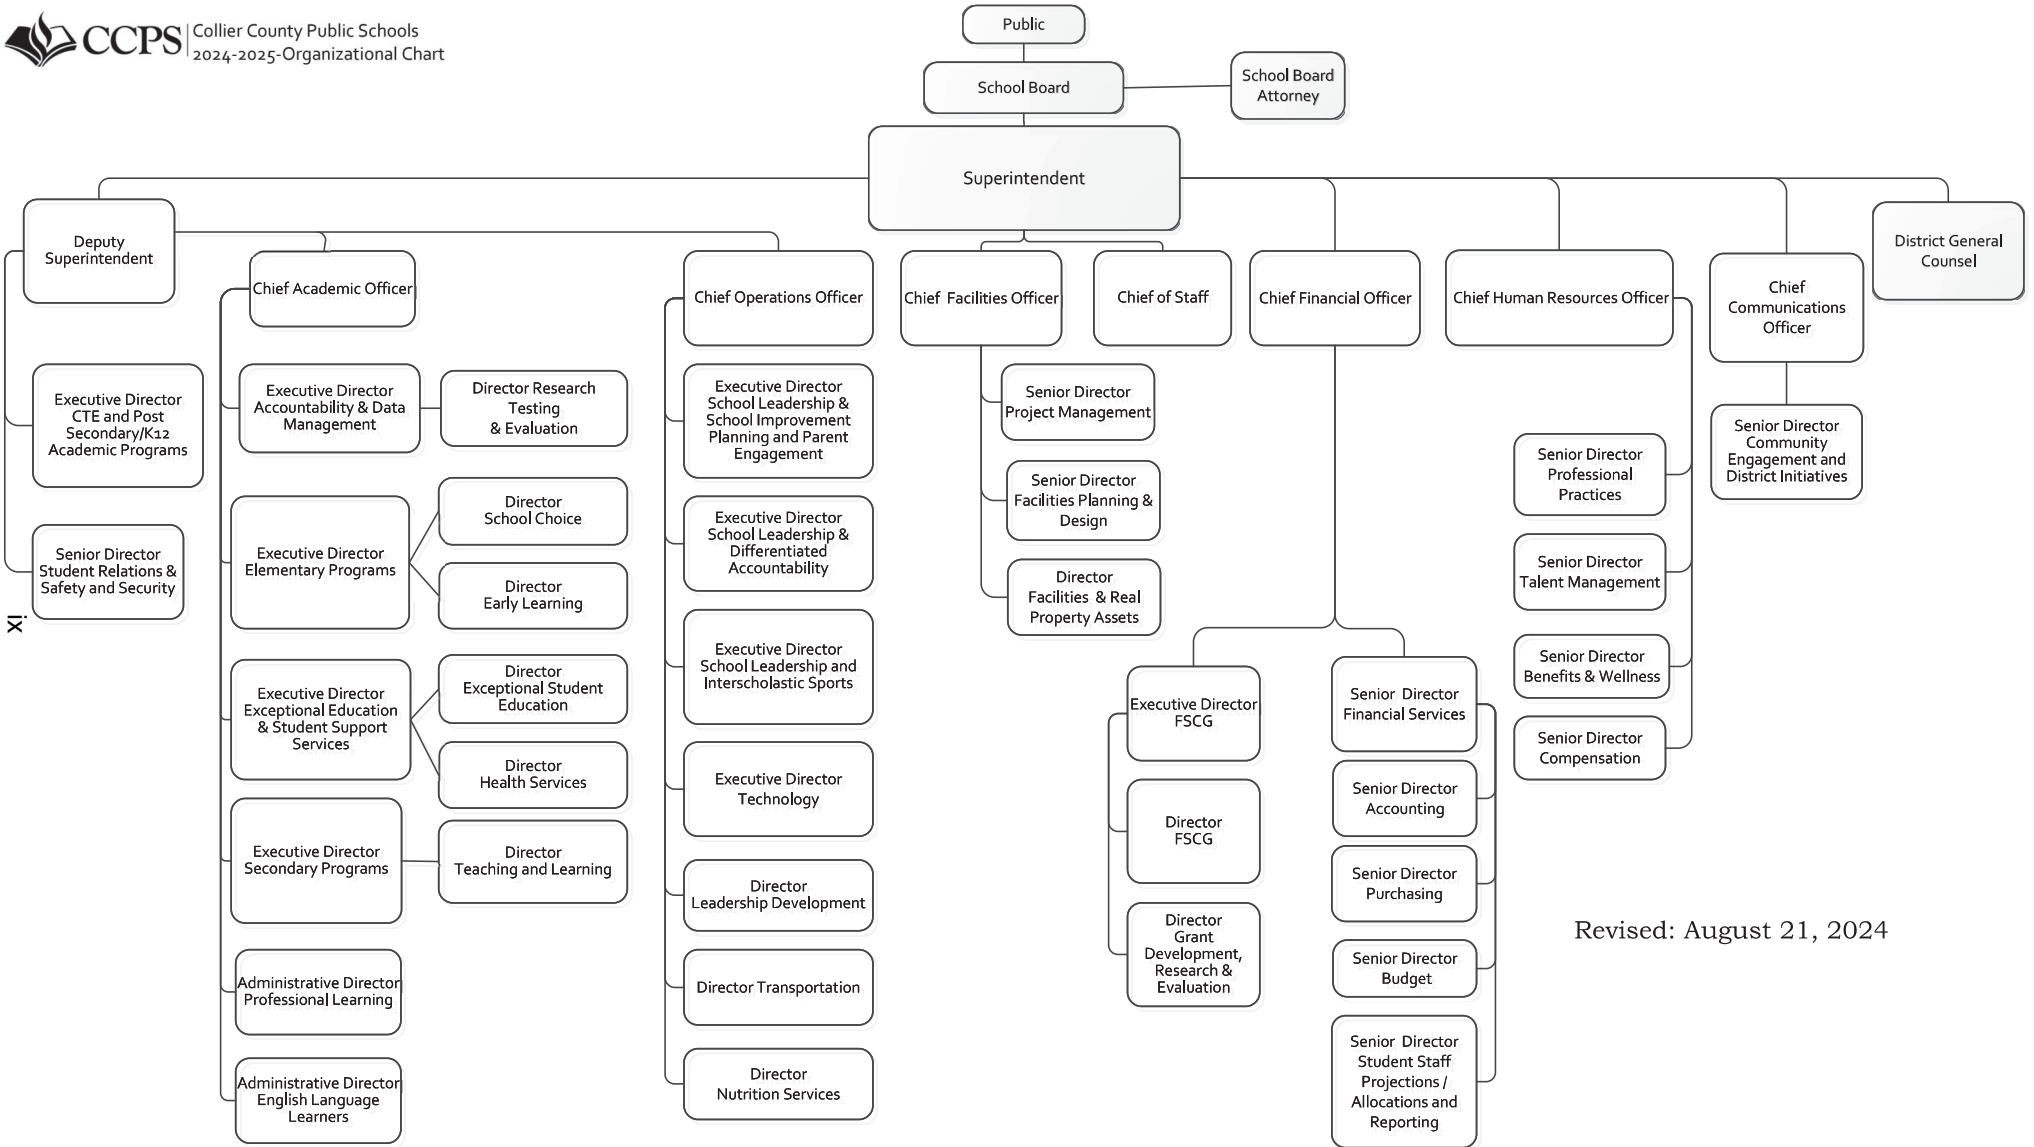 CCPS
Collier County Public Schools
2024-2025-Organizational Chart
Public
School Board
School Board
Attorney
Superintendent
Deputy
Superintendent
Chief Academic Officer
Chief Operations Officer
Chief Facilities Officer
Chief of Staff
Chief Financial Officer
Chief Human Resources Officer
Chief
Communications
Officer
District General
Counsel
Executive Director
CTE and Post
Secondary/K12
Academic Programs
Senior Director
Student Relations &
Safety and Security
ix
Executive Director
Accountability & Data
Management
Director Research
Testing
& Evaluation
Executive Director
Elementary Programs
Director
School Choice
Director
Early Learning
Executive Director
Exceptional Education
& Student Support
Services
Director
Exceptional Student
Education
Director
Health Services
Executive Director
Secondary Programs
Director
Teaching and Learning
Administrative Director
Professional Learning
Administrative Director
English Language
Learners
Executive Director
School Leadership &
School Improvement
Planning and Parent
Engagement
Executive Director
School Leadership &
Differentiated
Accountability
Executive Director
School Leadership and
Interscholastic Sports
Executive Director
Technology
Director
Leadership Development
Director Transportation
Director
Nutrition Services
Senior Director
Project Management
Senior Director
Facilities Planning &
Design
Director
Facilities & Real
Property Assets
Executive Director
FSCG
Director
FSCG
Director
Grant
Development,
Research &
Evaluation
Senior Director
Financial Services
Senior Director
Accounting
Senior Director
Purchasing
Senior Director
Budget
Senior Director
Student Staff
Projections /
Allocations and
Reporting
Senior Director
Professional
Practices
Senior Director
Talent Management
Senior Director
Benefits & Wellness
Senior Director
Compensation
Senior Director
Community
Engagement and
District Initiatives
Revised: August 21, 2024